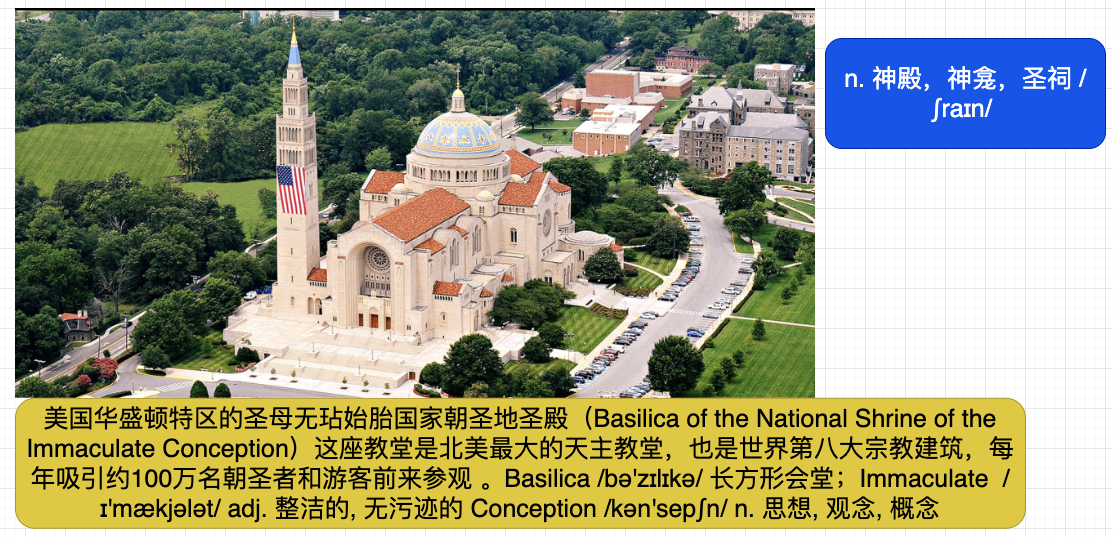 n. 神殿，神龛，圣祠 /
ʃraɪn/
美国华盛顿特区的圣母无玷始胎国家朝圣地圣殿（Basilica of the National Shrine of the
Immaculate Conception）这座教堂是北美最大的天主教堂，也是世界第八大宗教建筑，每
年吸引约100万名朝圣者和游客前来参观 。Basilica /bə'zɪlɪkə/ 长方形会堂；Immaculate /
ɪ'mækjələt/ adj. 整洁的, 无污迹的 Conception /kən'sepʃn/ n. 思想, 观念, 概念